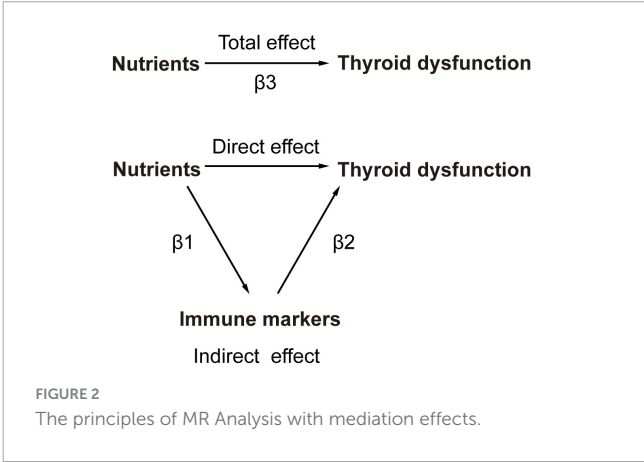 Total effect
Nutrients Thyroid dysfunction
β3
Direct effect
Nutrients Thyroid dysfunction
β1 β2
Immune markers
Indirect effect
FIGURE 2
The principles of MR Analysis with mediation effects.